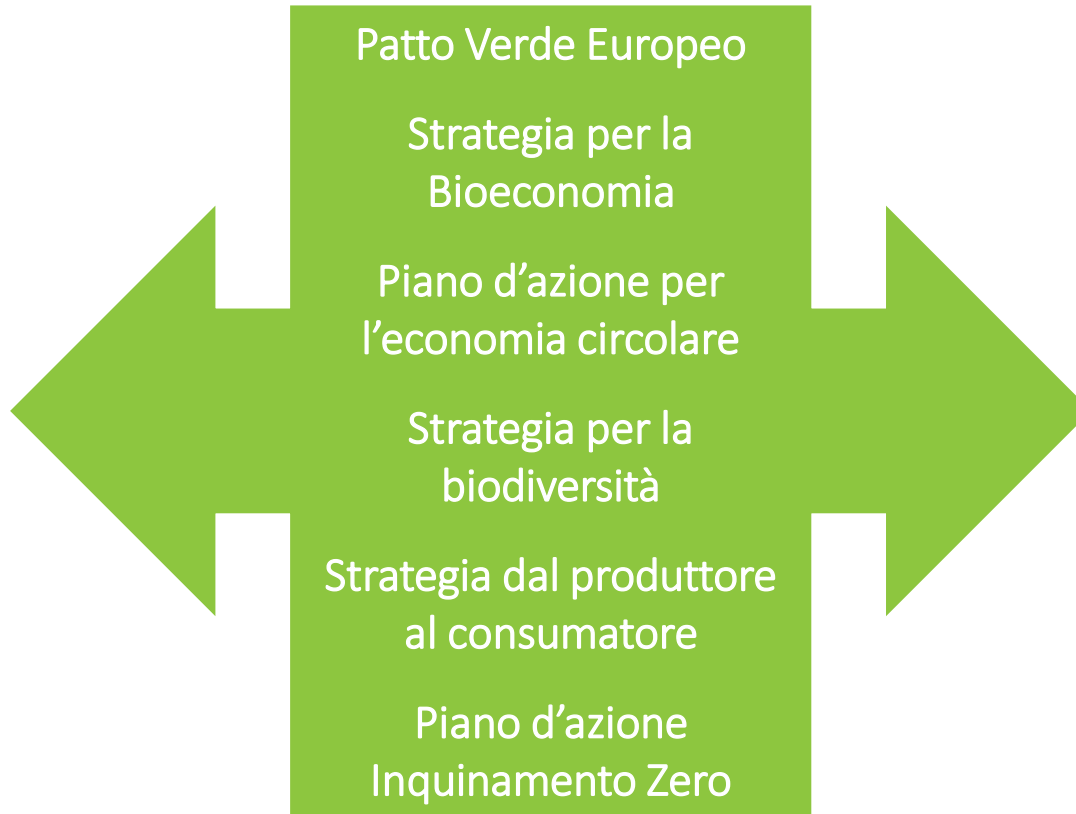 Patto Verde Europeo
Strategia per la
Bioeconomia
Piano d’azione per
l’economia circolare
Strategia per la
biodiversità
Strategia dal produttore
al consumatore
Piano d’azione
Inquinamento Zero